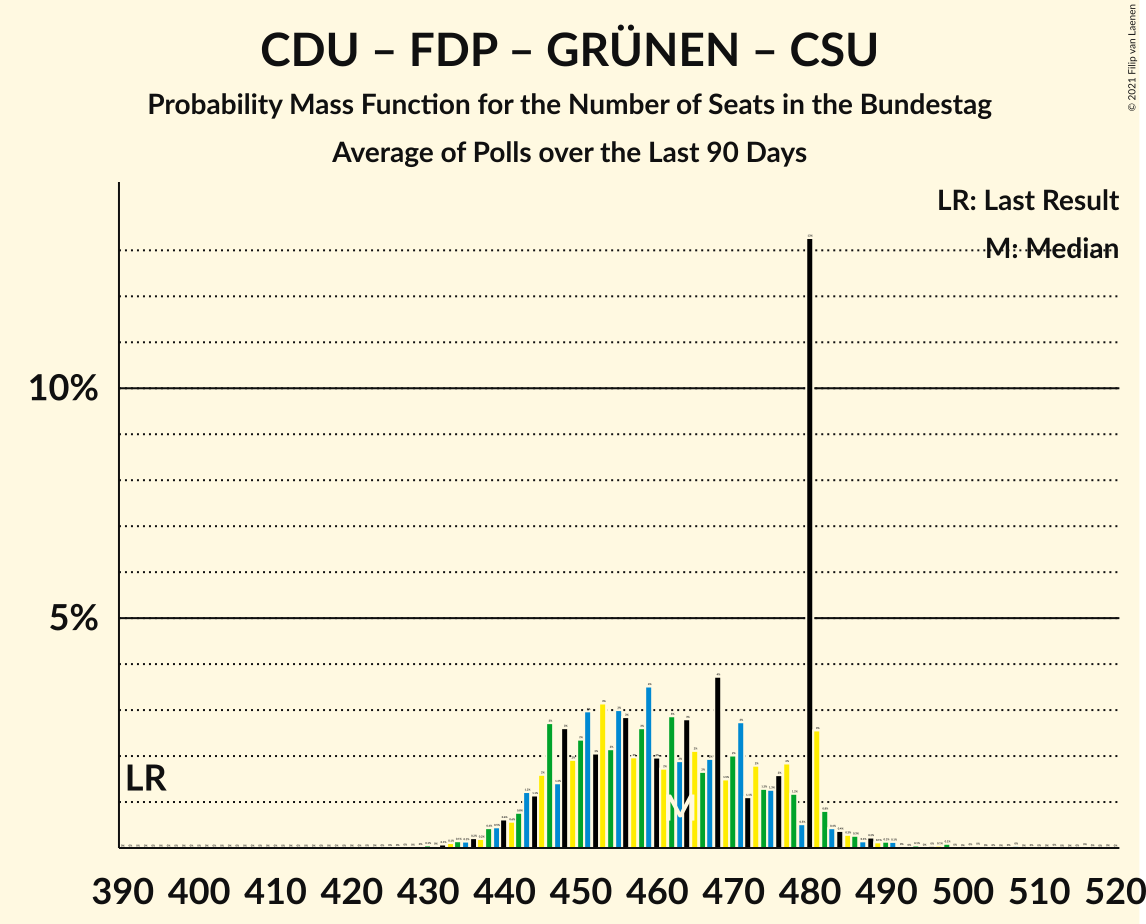 CDU – FDP – GRÜNEN – CSU
Probability Mass Function for the Number of Seats in the Bundestag
Average of Polls over the Last 90 Days
© 2021 Filip van Laenen
LR: Last Result
M: Median
10%
5%
LR
M
390 400 410 420 430 440 450 460 470 480 490 500 510 520